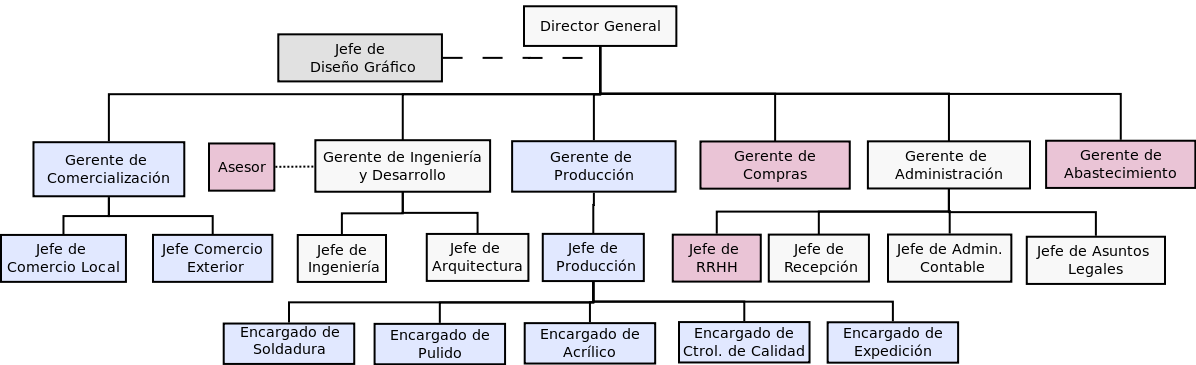 Director General
Jefe de
Diseño Gráfico
Gerente de
Comercialización
Asesor
Gerente de Ingeniería
y Desarrollo
Gerente de
Producción
Gerente de
Compras
Gerente de
Administración
Gerente de
Abastecimiento
Jefe de
Comercio Local
Jefe Comercio
Exterior
Jefe de
Ingeniería
Jefe de
Arquitectura
Jefe de
Producción
Jefe de
RRHH
Jefe de
Recepción
Jefe de Admin.
Contable
Jefe de Asuntos
Legales
Encargado de
Soldadura
Encargado de
Pulido
Encargado de
Acrílico
Encargado de
Ctrol. de Calidad
Encargado de
Expedición